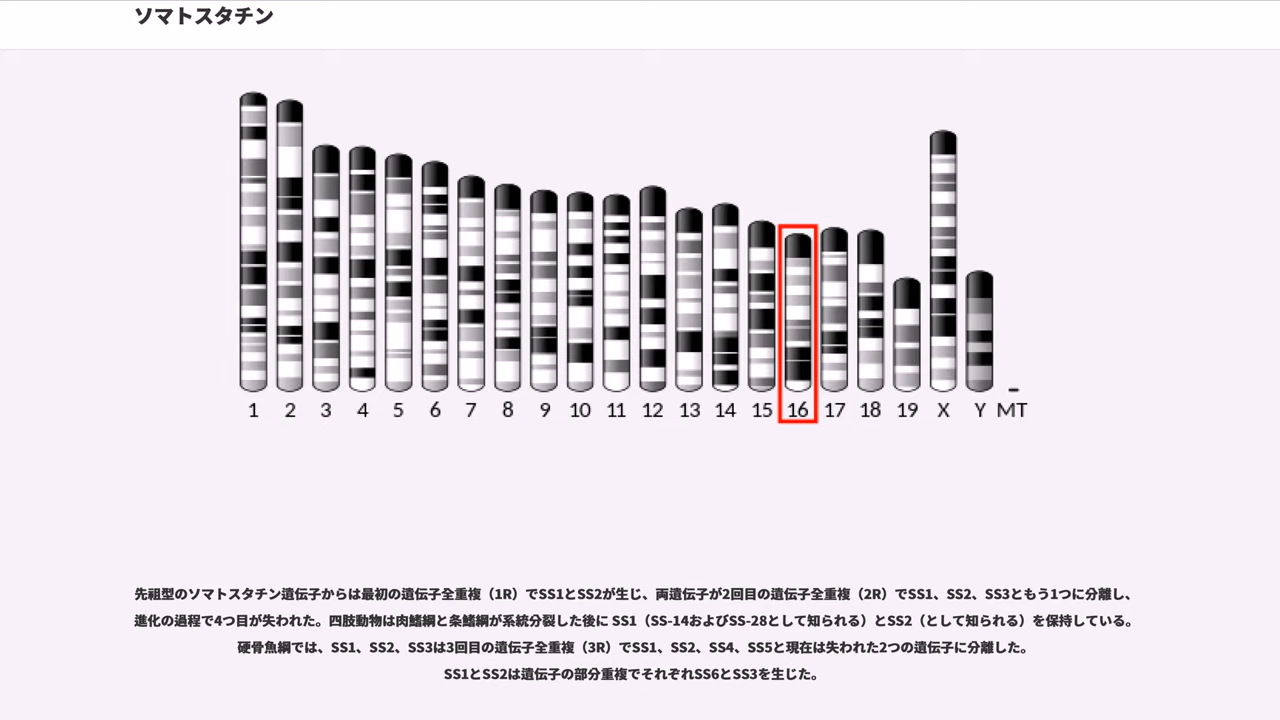 ソマトスタチン
1 2 3 4 5 6 7 8 9 10 11 12 13 14 15 16 17 18 19 X Y MT
先祖型のソマトスタチン遺伝子からは最初の遺伝子全重複（1R）でSS1とSS2が生じ、両遺伝子が2回目の遺伝子全重複（2R）でSS1、SS2、SS3ともう1つに分離し、
進化の過程で4つ目が失われた。四肢動物は肉鰭綱と条鰭綱が系統分裂した後に SS1（SS-14およびSS-28として知られる）とSS2（として知られる）を保持している。
硬骨魚綱では、SS1、SS2、SS3は3回目の遺伝子全重複（3R）でSS1、SS2、SS4、SS5と現在は失われた2つの遺伝子に分離した。
SS1とSS2は遺伝子の部分重複でそれぞれSS6とSS3を生じた。